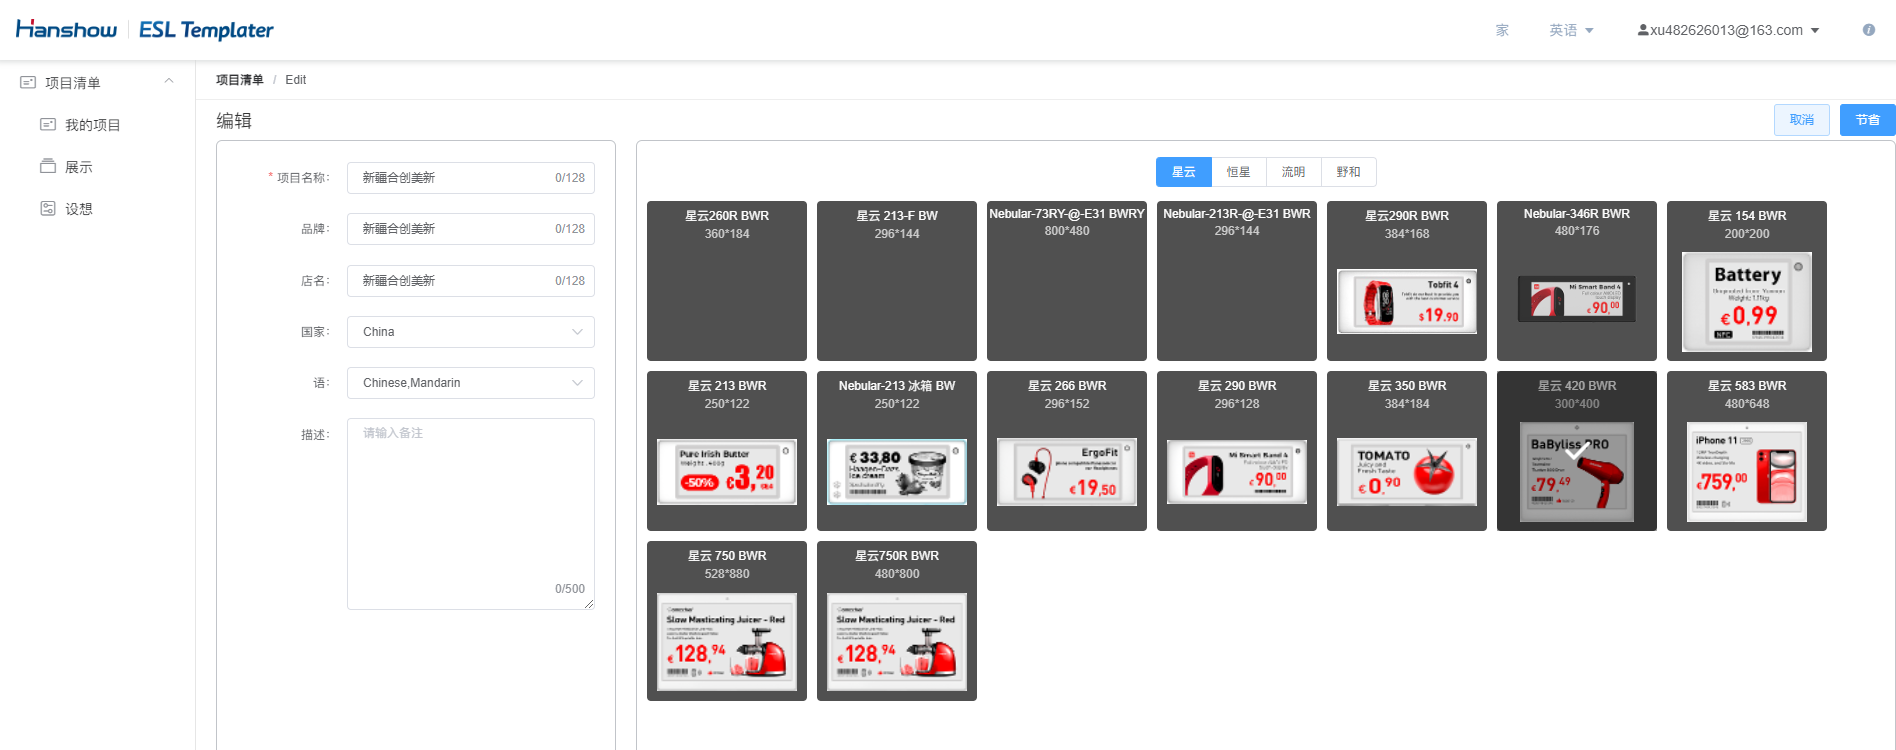 Hanshow ESL Templater
家 英语 xu482626013@163.com
项目清单
我的项目
展示
设想
项目清单 / Edit
编辑
取消 节省
* 项目名称: 新疆合创美新 0/128
品牌: 新疆合创美新 0/128
店名: 新疆合创美新 0/128
国家: China
语: Chinese,Mandarin
描述: 请输入备注
0/500
星云 恒星 流明 野和
星云260R BWR
360*184
星云 213-F BW
296*144
Nebular-73RY-@-E31 BWRY
800*480
Nebular-213R-@-E31 BWR
296*144
星云290R BWR
384*168
Tobfit 4
$19.90
Nebular-346R BWR
480*176
Mi Smart Band 4
€90,00
星云 154 BWR
200*200
Battery
Weight: 1.11kg
€0,99
NFC
星云 213 BWR
250*122
Pure Irish Butter
Weight: 400g
-50% €3,20
Nebular-213 冰箱 BW
250*122
€33,80
Haagen-Dazs
ice cream
星云 266 BWR
296*152
ErgoFit
€19,50
星云 290 BWR
296*128
Mi Smart Band 4
€90,00
星云 350 BWR
384*184
TOMATO
Juicy and
Fresh Taste
€0,90
星云 420 BWR
300*400
BaByliss PRO
€79,49
星云 583 BWR
480*648
iPhone 11
€759,00
星云 750 BWR
528*880
Slow Masticating Juicer - Red
€128,94
星云750R BWR
480*800
Slow Masticating Juicer - Red
€128,94